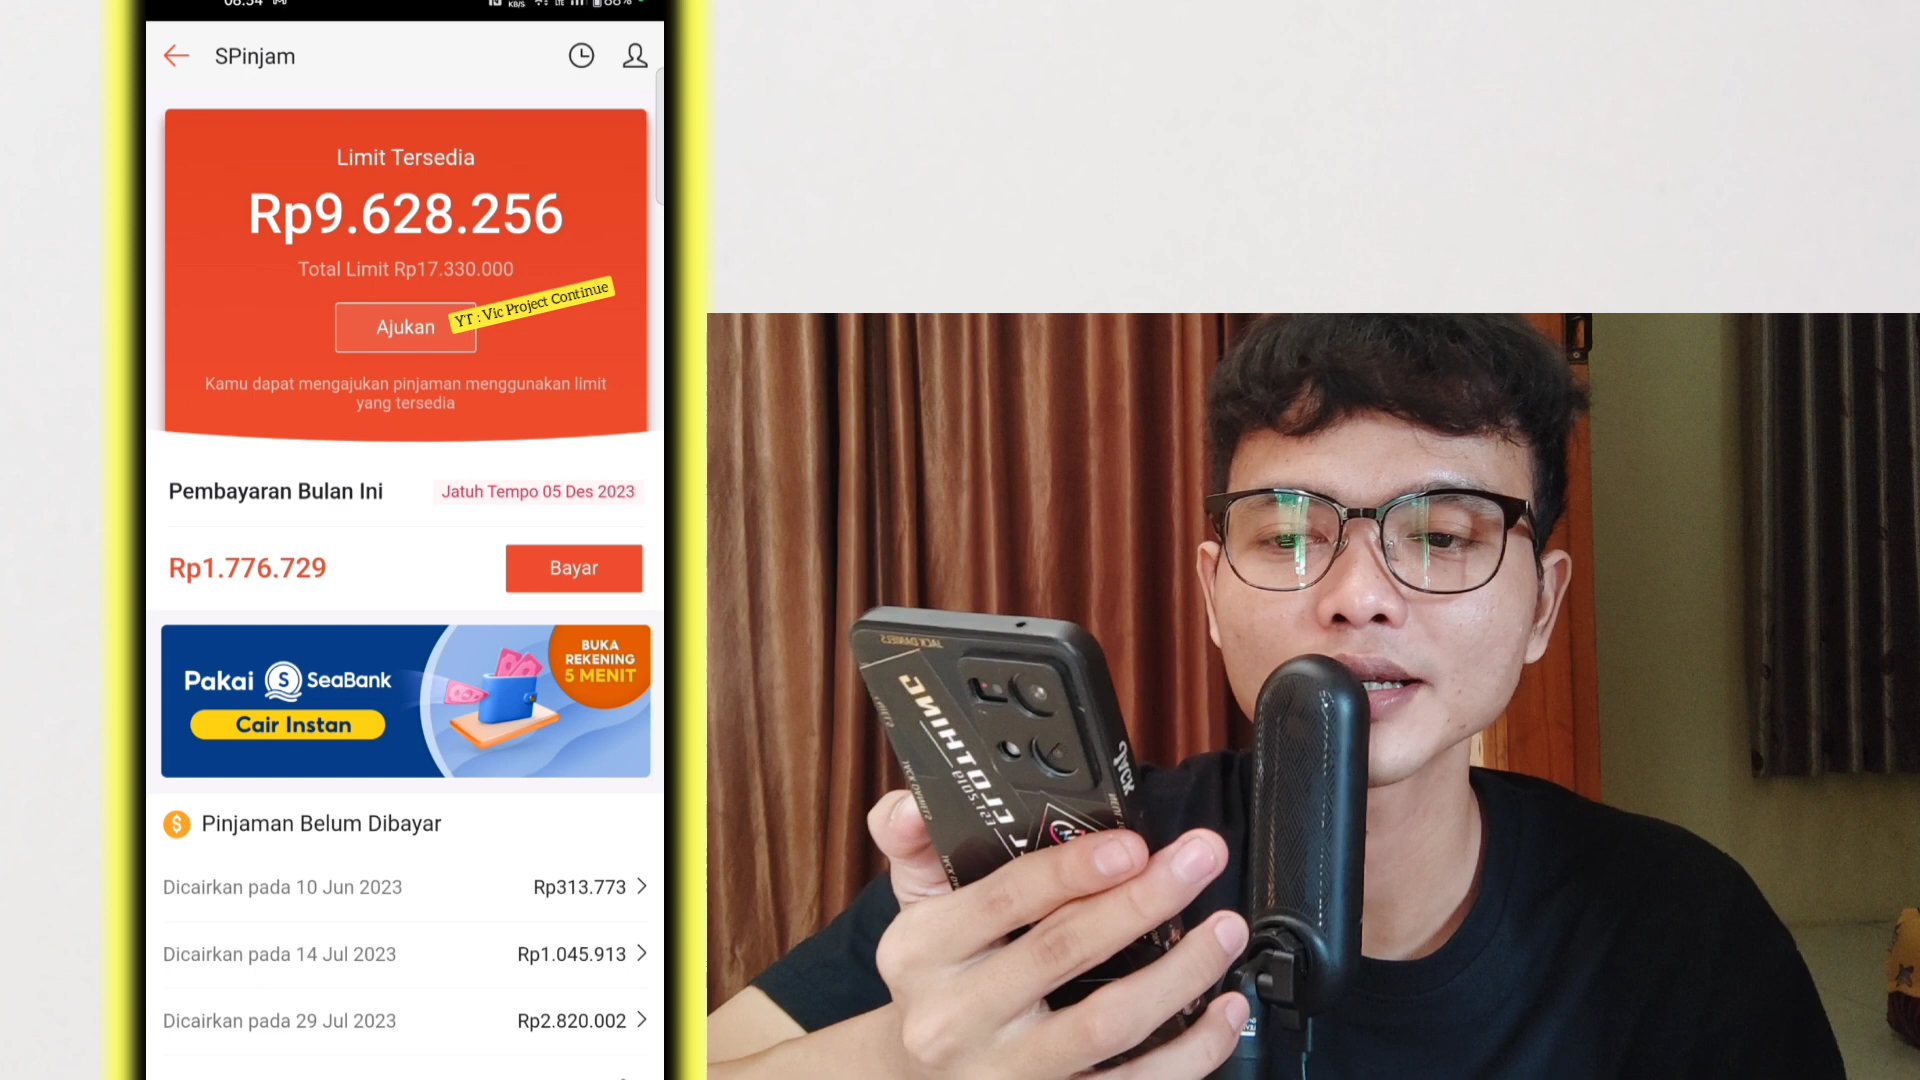 SPinjam
Limit Tersedia
Rp9.628.256
Total Limit Rp17.330.000
Ajukan
YT : Vic Project Continue
Kamu dapat mengajukan pinjaman menggunakan limit
yang tersedia
Pembayaran Bulan Ini
Jatuh Tempo 05 Des 2023
Rp1.776.729
Bayar
Pakai S SeaBank
Cair Instan
BUKA
REKENING
5 MENIT
Pinjaman Belum Dibayar
Dicairkan pada 10 Jun 2023
Rp313.773
Dicairkan pada 14 Jul 2023
Rp1.045.913
Dicairkan pada 29 Jul 2023
Rp2.820.002
JACK DANIELS